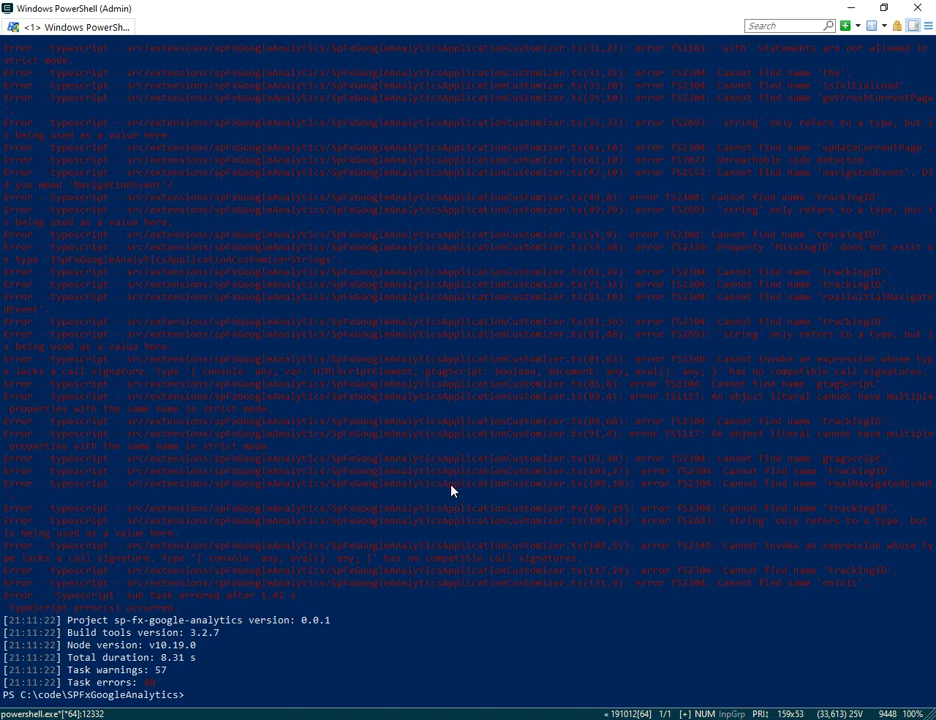 Windows PowerShell (Admin)
<1> Windows PowerSh...
Search
Error - typescript - src/extensions/spFxGoogleAnalytics/SpFxGoogleAnalyticsApplicationCustomizer.ts(31,27): error TS1101: 'with' statements are not allowed in
strict mode.
Error - typescript - src/extensions/spFxGoogleAnalytics/SpFxGoogleAnalyticsApplicationCustomizer.ts(31,32): error TS2304: Cannot find name 'the'.
Error - typescript - src/extensions/spFxGoogleAnalytics/SpFxGoogleAnalyticsApplicationCustomizer.ts(33,10): error TS2304: Cannot find name 'isInitialLoad'.
Error - typescript - src/extensions/spFxGoogleAnalytics/SpFxGoogleAnalyticsApplicationCustomizer.ts(35,10): error TS2304: Cannot find name 'getFreshCurrentPage'
.
Error - typescript - src/extensions/spFxGoogleAnalytics/SpFxGoogleAnalyticsApplicationCustomizer.ts(35,33): error TS2693: 'string' only refers to a type, but i
s being used as a value here.
Error - typescript - src/extensions/spFxGoogleAnalytics/SpFxGoogleAnalyticsApplicationCustomizer.ts(41,10): error TS2304: Cannot find name 'updateCurrentPage'.
Error - typescript - src/extensions/spFxGoogleAnalytics/SpFxGoogleAnalyticsApplicationCustomizer.ts(41,10): error TS7027: Unreachable code detected.
Error - typescript - src/extensions/spFxGoogleAnalytics/SpFxGoogleAnalyticsApplicationCustomizer.ts(47,10): error TS2552: Cannot find name 'navigatedEvent'. Di
d you mean 'NavigationEvent'?
Error - typescript - src/extensions/spFxGoogleAnalytics/SpFxGoogleAnalyticsApplicationCustomizer.ts(49,8): error TS2304: Cannot find name 'trackingID'.
Error - typescript - src/extensions/spFxGoogleAnalytics/SpFxGoogleAnalyticsApplicationCustomizer.ts(49,20): error TS2693: 'string' only refers to a type, but i
s being used as a value here.
Error - typescript - src/extensions/spFxGoogleAnalytics/SpFxGoogleAnalyticsApplicationCustomizer.ts(51,9): error TS2304: Cannot find name 'trackingID'.
Error - typescript - src/extensions/spFxGoogleAnalytics/SpFxGoogleAnalyticsApplicationCustomizer.ts(57,38): error TS2339: Property 'MissingID' does not exist o
n type 'ISpFxGoogleAnalyticsApplicationCustomizerStrings'.
Error - typescript - src/extensions/spFxGoogleAnalytics/SpFxGoogleAnalyticsApplicationCustomizer.ts(61,39): error TS2304: Cannot find name 'trackingID'.
Error - typescript - src/extensions/spFxGoogleAnalytics/SpFxGoogleAnalyticsApplicationCustomizer.ts(71,32): error TS2304: Cannot find name 'trackingID'.
Error - typescript - src/extensions/spFxGoogleAnalytics/SpFxGoogleAnalyticsApplicationCustomizer.ts(81,10): error TS2304: Cannot find name 'realInitialNavigate
dEvent'.
Error - typescript - src/extensions/spFxGoogleAnalytics/SpFxGoogleAnalyticsApplicationCustomizer.ts(81,36): error TS2304: Cannot find name 'trackingID'.
Error - typescript - src/extensions/spFxGoogleAnalytics/SpFxGoogleAnalyticsApplicationCustomizer.ts(81,48): error TS2693: 'string' only refers to a type, but i
s being used as a value here.
Error - typescript - src/extensions/spFxGoogleAnalytics/SpFxGoogleAnalyticsApplicationCustomizer.ts(81,62): error TS2349: Cannot invoke an expression whose typ
e lacks a call signature. Type '{ console: any; var: HTMLScriptElement; gtagScript: boolean; document: any; eval(): any; }' has no compatible call signatures.
Error - typescript - src/extensions/spFxGoogleAnalytics/SpFxGoogleAnalyticsApplicationCustomizer.ts(85,8): error TS2304: Cannot find name 'gtagScript'.
Error - typescript - src/extensions/spFxGoogleAnalytics/SpFxGoogleAnalyticsApplicationCustomizer.ts(89,4): error TS1117: An object literal cannot have multiple
properties with the same name in strict mode.
Error - typescript - src/extensions/spFxGoogleAnalytics/SpFxGoogleAnalyticsApplicationCustomizer.ts(89,68): error TS2304: Cannot find name 'trackingID'.
Error - typescript - src/extensions/spFxGoogleAnalytics/SpFxGoogleAnalyticsApplicationCustomizer.ts(91,4): error TS1117: An object literal cannot have multiple
properties with the same name in strict mode.
Error - typescript - src/extensions/spFxGoogleAnalytics/SpFxGoogleAnalyticsApplicationCustomizer.ts(93,30): error TS2304: Cannot find name 'gtagScript'.
Error - typescript - src/extensions/spFxGoogleAnalytics/SpFxGoogleAnalyticsApplicationCustomizer.ts(101,27): error TS2304: Cannot find name 'trackingID'.
Error - typescript - src/extensions/spFxGoogleAnalytics/SpFxGoogleAnalyticsApplicationCustomizer.ts(109,10): error TS2304: Cannot find name 'realNavigatedEvent'
.
Error - typescript - src/extensions/spFxGoogleAnalytics/SpFxGoogleAnalyticsApplicationCustomizer.ts(109,29): error TS2304: Cannot find name 'trackingID'.
Error - typescript - src/extensions/spFxGoogleAnalytics/SpFxGoogleAnalyticsApplicationCustomizer.ts(109,41): error TS2693: 'string' only refers to a type, but
is being used as a value here.
Error - typescript - src/extensions/spFxGoogleAnalytics/SpFxGoogleAnalyticsApplicationCustomizer.ts(109,55): error TS2349: Cannot invoke an expression whose ty
pe lacks a call signature. Type '{ console: any; eval(): any; }' has no compatible call signatures.
Error - typescript - src/extensions/spFxGoogleAnalytics/SpFxGoogleAnalyticsApplicationCustomizer.ts(117,24): error TS2304: Cannot find name 'trackingID'.
Error - typescript - src/extensions/spFxGoogleAnalytics/SpFxGoogleAnalyticsApplicationCustomizer.ts(131,9): error TS2304: Cannot find name 'onInit'.
Error - 'typescript' sub task errored after 1.42 s
TypeScript error(s) occurred.
[21:11:22] Project sp-fx-google-analytics version: 0.0.1
[21:11:22] Build tools version: 3.2.7
[21:11:22] Node version: v10.19.0
[21:11:22] Total duration: 8.31 s
[21:11:22] Task warnings: 57
[21:11:22] Task errors:
PS C:\code\SPFxGoogleAnalytics>
powershell.exe*[*64]:12332
« 191012[64] 1/1 [+] NUM InpGrp PRI: 159x53 (33,613) 25V 9448 100%